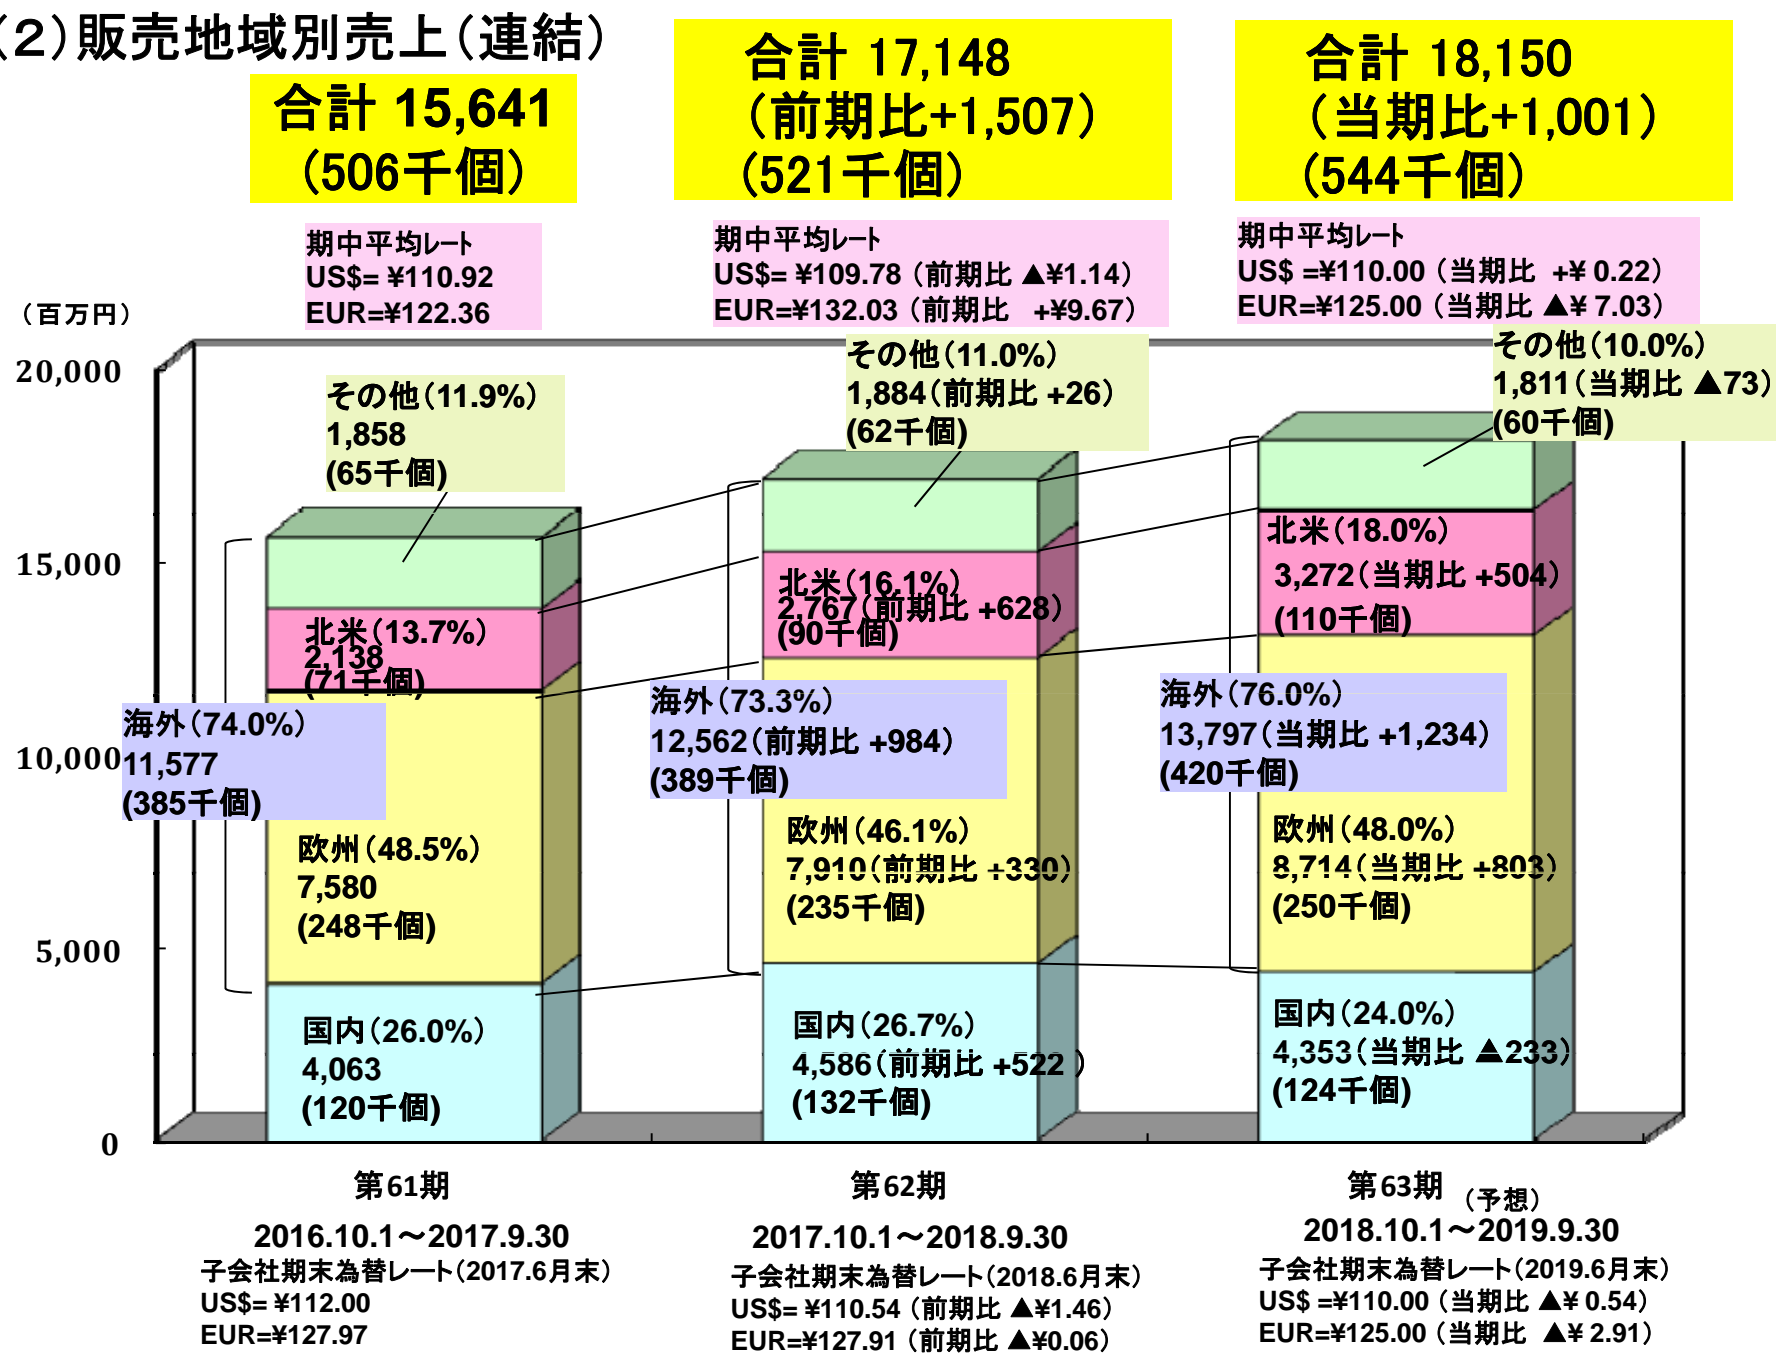 （２）販売地域別売上（連結）
合計 15,641
（506千個）
合計 17,148
（前期比+1,507）
（521千個）
合計 18,150
（当期比+1,001）
（544千個）
期中平均レート
US$= ¥110.92
EUR=¥122.36
期中平均レート
US$= ¥109.78（前期比 ▲¥1.14）
EUR=¥132.03（前期比 +¥9.67）
期中平均レート
US$ =¥110.00（当期比 +¥ 0.22）
EUR=¥125.00（当期比 ▲¥ 7.03）
（百万円）
20,000
15,000
10,000
5,000
0
その他（11.9%）
1,858
(65千個)
北米（13.7%）
2,138
(71千個)
海外（74.0%）
11,577
(385千個)
欧州（48.5%）
7,580
(248千個)
国内（26.0%）
4,063
(120千個)
その他（11.0%）
1,884（前期比 +26）
(62千個)
北米（16.1%）
2,767（前期比 +628）
(90千個)
海外（73.3%）
12,562（前期比 +984）
(389千個)
欧州（46.1%）
7,910（前期比 +330）
(235千個)
国内（26.7%）
4,586（前期比 +522 ）
(132千個)
その他（10.0%）
1,811（当期比 ▲73）
(60千個)
北米（18.0%）
3,272（当期比 +504）
(110千個)
海外（76.0%）
13,797（当期比 +1,234）
(420千個)
欧州（48.0%）
8,714（当期比 +803）
(250千個)
国内（24.0%）
4,353（当期比 ▲233）
(124千個)
第61期
2016.10.1～2017.9.30
子会社期末為替レート（2017.6月末）
US$= ¥112.00
EUR=¥127.97
第62期
2017.10.1～2018.9.30
子会社期末為替レート（2018.6月末）
US$= ¥110.54（前期比 ▲¥1.46）
EUR=¥127.91（前期比 ▲¥0.06）
第63期（予想）
2018.10.1～2019.9.30
子会社期末為替レート（2019.6月末）
US$ =¥110.00（当期比 ▲¥ 0.54）
EUR=¥125.00（当期比 ▲¥ 2.91）